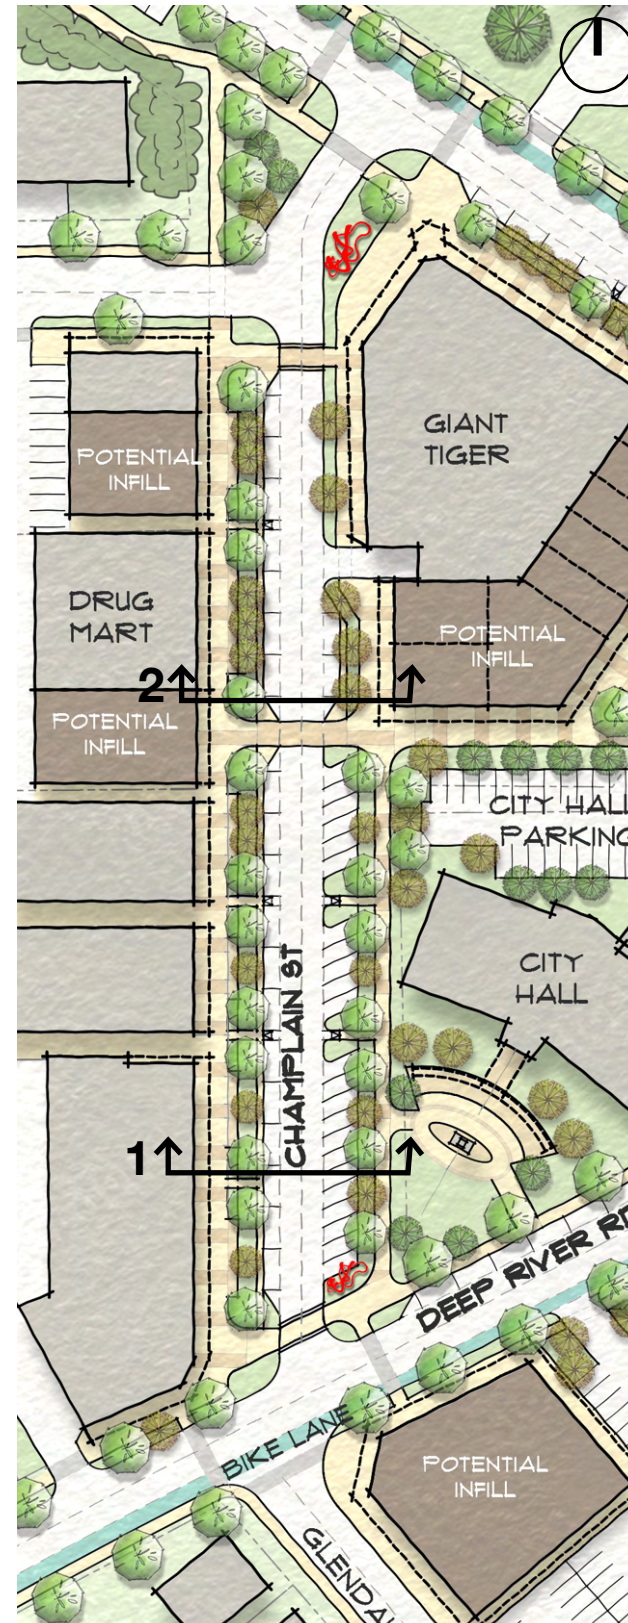 GIANT
TIGER
POTENTIAL
INFILL
DRUG
MART
POTENTIAL
INFILL
2
POTENTIAL
INFILL
CITY HALL
PARKING
CITY
HALL
CHAMPLAIN ST
1
DEEP RIVER RD
BIKE LANE
POTENTIAL
INFILL